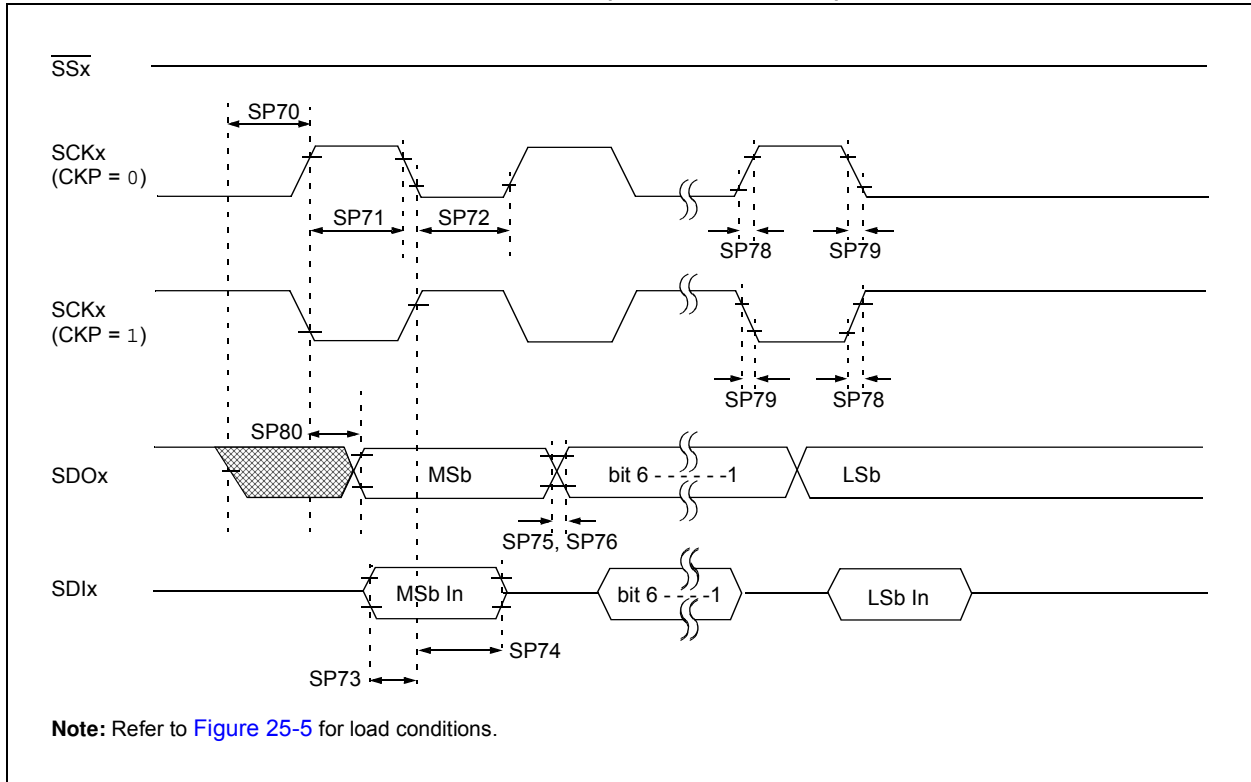 SSx
SP70
SCKx
(CKP = 0)
SP71
SP72
SP78
SP79
SCKx
(CKP = 1)
SP79
SP78
SP80
SDOx
MSb
bit 6 - - - - - -1
LSb
SP75, SP76
SDIx
MSb In
bit 6 - - - -1
LSb In
SP74
SP73
Note: Refer to Figure 25-5 for load conditions.